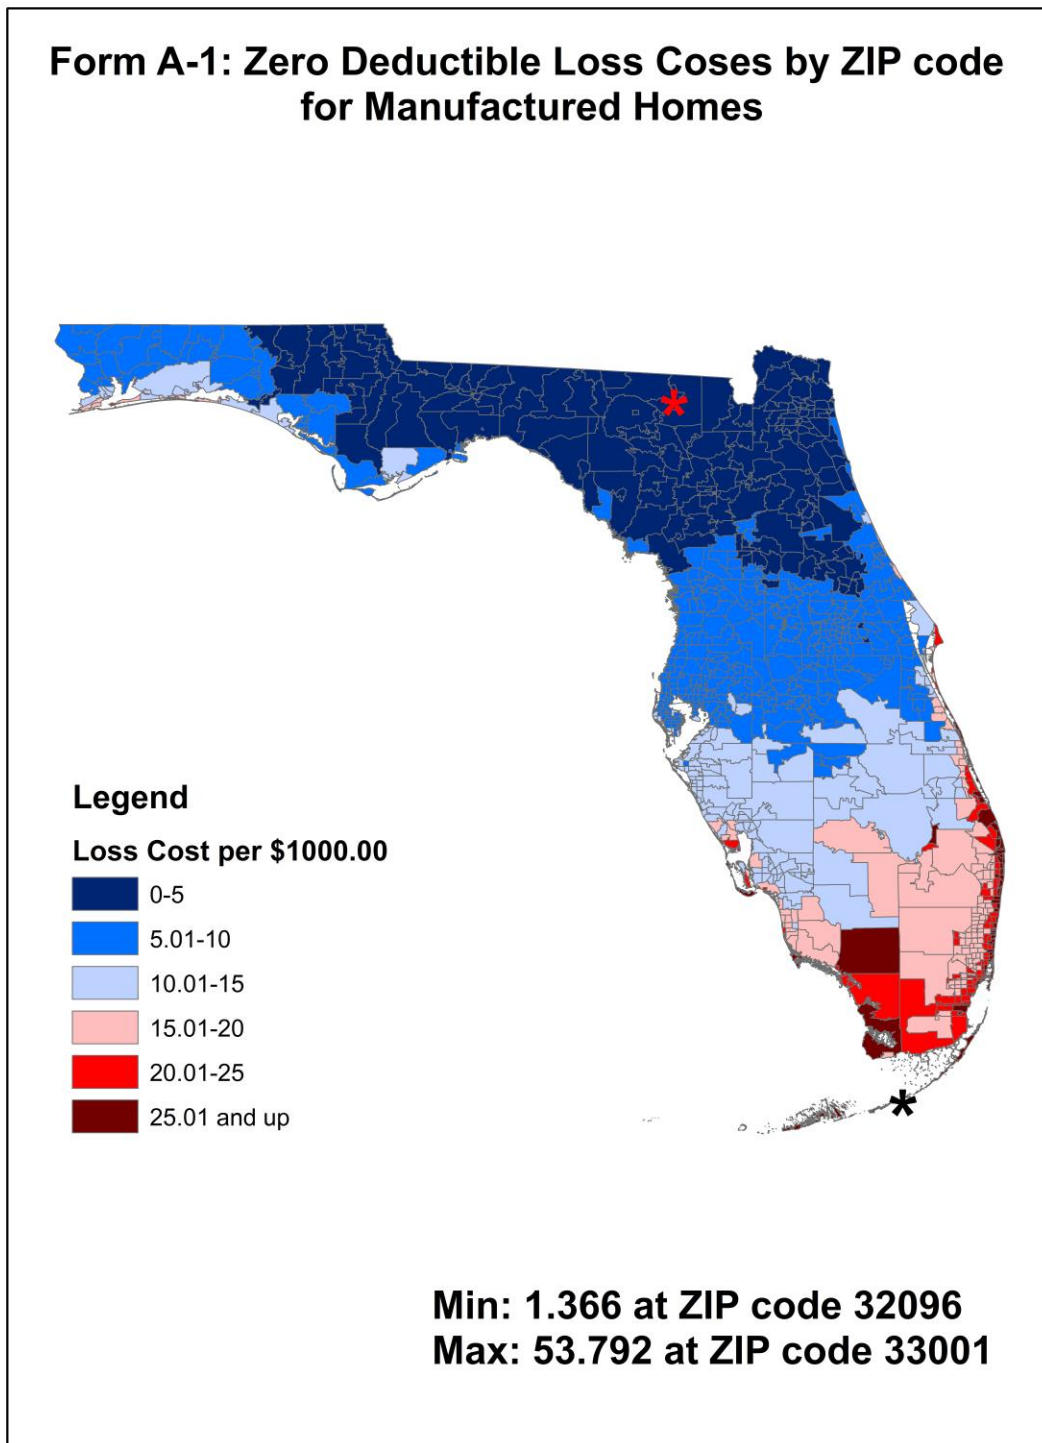 Form A-1: Zero Deductible Loss Coses by ZIP code
for Manufactured Homes
Legend
Loss Cost per $1000.00
0-5
5.01-10
10.01-15
15.01-20
20.01-25
25.01 and up
*
*
Min: 1.366 at ZIP code 32096
Max: 53.792 at ZIP code 33001